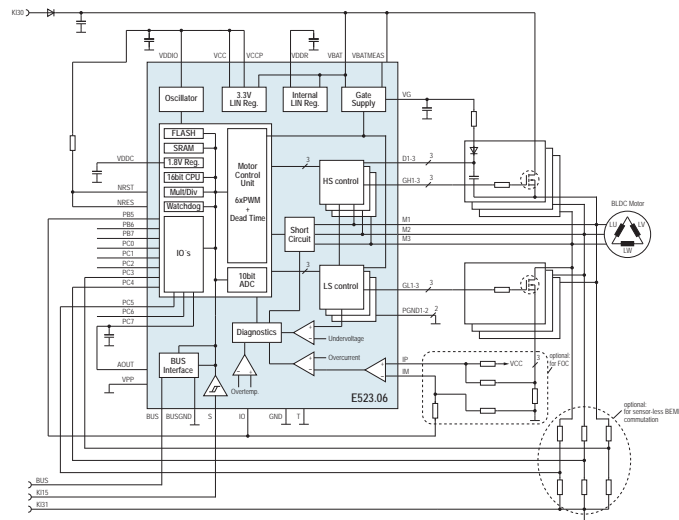 KI30
VDDIO
VCC
VCCP
VDDR
VBAT
VBATMEAS
Oscillator
3.3V
LIN Reg.
Internal
LIN Reg.
Gate
Supply
VG
FLASH
SRAM
1.8V Reg.
16bit CPU
Mult/Div
Watchdog
IO´s
Motor
Control
Unit
6xPWM
+
Dead Time
10bit
ADC
3
HS control
D1-3
3
GH1-3
3
VDDC
NRST
NRES
PB5
PB6
PB7
PC0
PC1
PC2
PC3
PC4
PC5
PC6
PC7
AOUT
VPP
Short
Circuit
M1
M2
M3
BLDC Motor
LU
LV
LW
3
LS control
GL1-3
3
PGND1-2
2
Diagnostics
Undervoltage
Overcurrent
Overtemp.
BUS
Interface
IP
IM
VCC
3
optional:
for FOC
E523.06
BUS
BUSGND
S
IO
GND
T
optional:
for sensor-less BEMF
commutation
BUS
KI15
KI31